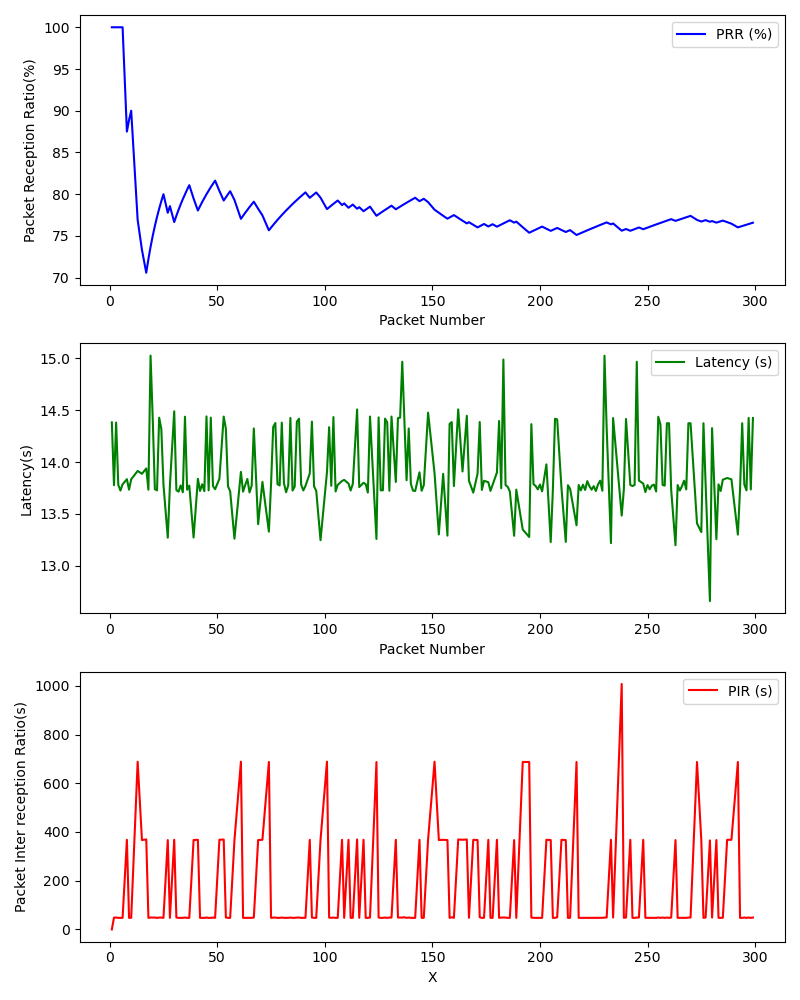 100
95
90
85
80
75
70
Packet Reception Ratio(%)
PRR (%)
0 50 100 150 200 250 300
Packet Number
15.0
14.5
14.0
13.5
13.0
Latency(s)
Latency (s)
0 50 100 150 200 250 300
Packet Number
1000
800
600
400
200
0
Packet Inter reception Ratio(s)
PIR (s)
0 50 100 150 200 250 300
X